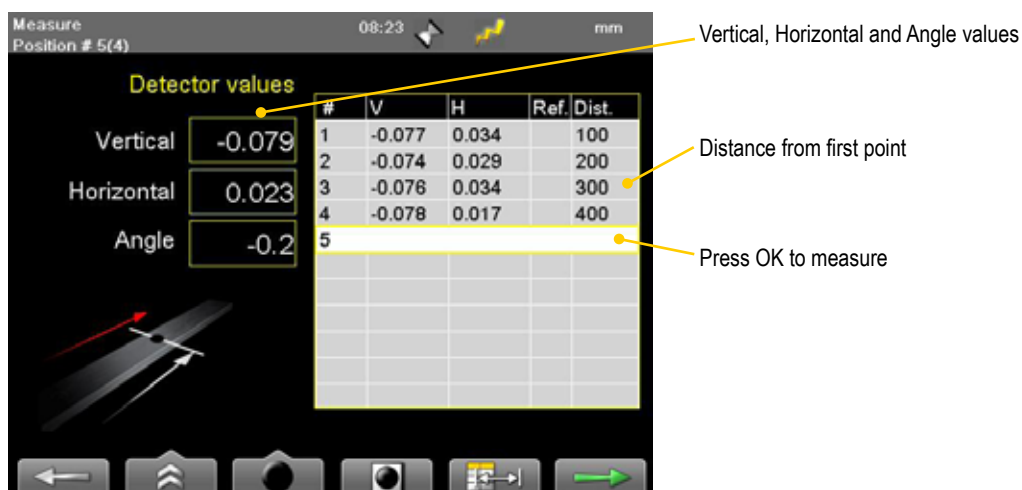 Measure
08:23
mm
Position # 5(4)
Vertical, Horizontal and Angle values
Detector values
# V H Ref. Dist.
Vertical -0.079
1 -0.077 0.034 100
2 -0.074 0.029 200
Distance from first point
Horizontal 0.023
3 -0.076 0.034 300
4 -0.078 0.017 400
Angle -0.2
5
Press OK to measure